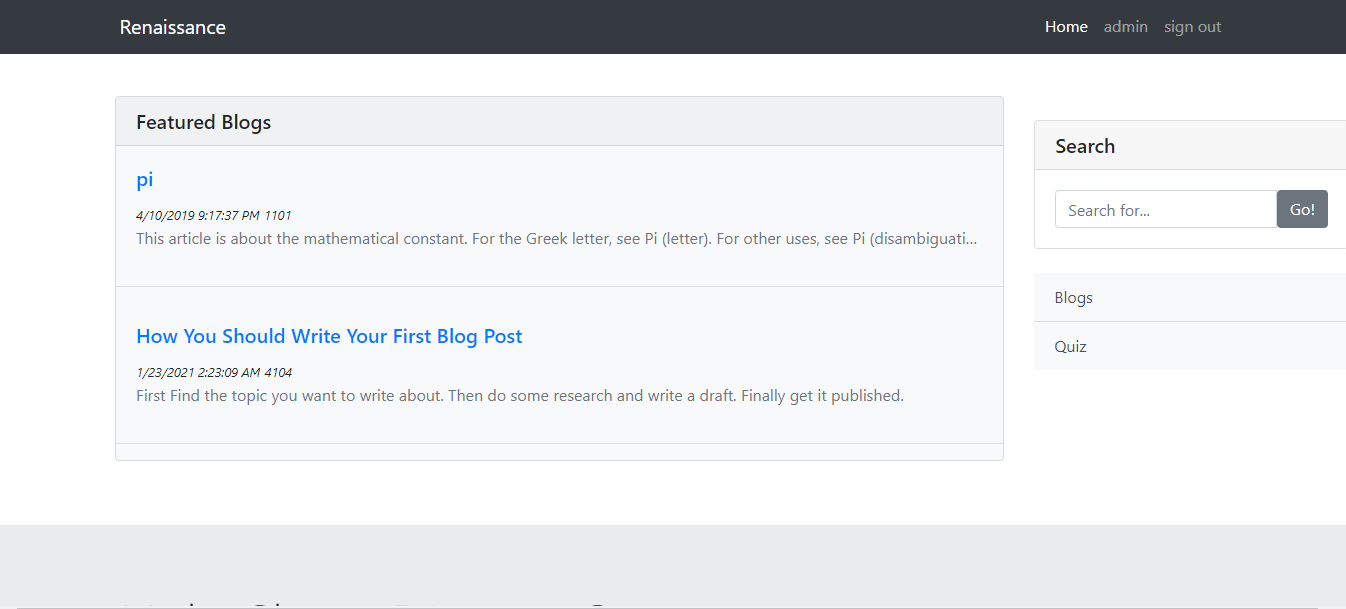 Renaissance
Home admin sign out
Featured Blogs
pi
4/10/2019 9:17:37 PM 1101
This article is about the mathematical constant. For the Greek letter, see Pi (letter). For other uses, see Pi (disambiguati...
How You Should Write Your First Blog Post
1/23/2021 2:23:09 AM 4104
First Find the topic you want to write about. Then do some research and write a draft. Finally get it published.
Search
Search for...
Go!
Blogs
Quiz